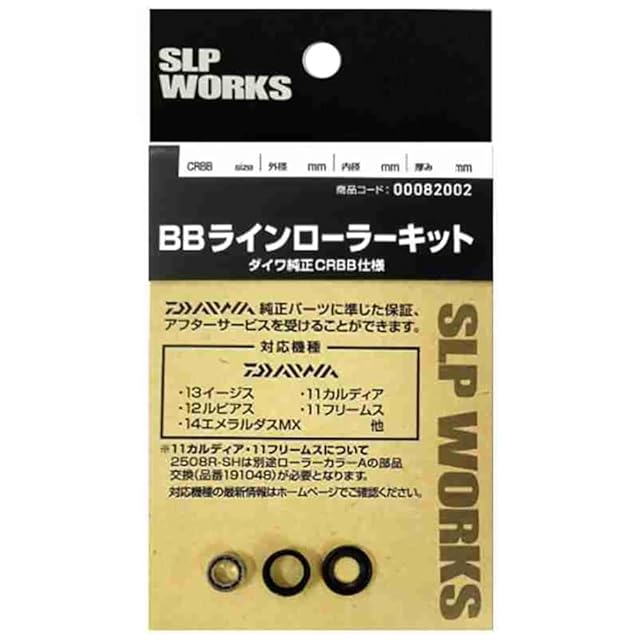 SLP
WORKS
CRBB size 外径 mm 内径 mm 厚み mm
商品コード：00082002
BBラインローラーキット
ダイワ純正CRBB仕様
DAIWA 純正パーツに準じた保証、
アフターサービスを受けることができます。
対応機種
DAIWA
・13イージス ・11カルディア
・12ルビアス ・11フリームス
・14エメラルダスMX 他
※11カルディア・11フリームスについて
2508R-SHは別途ローラーカラーAの部品
交換(品番191048)が必要となります。
対応機種の最新情報はホームページでご確認ください。
SLP WORKS